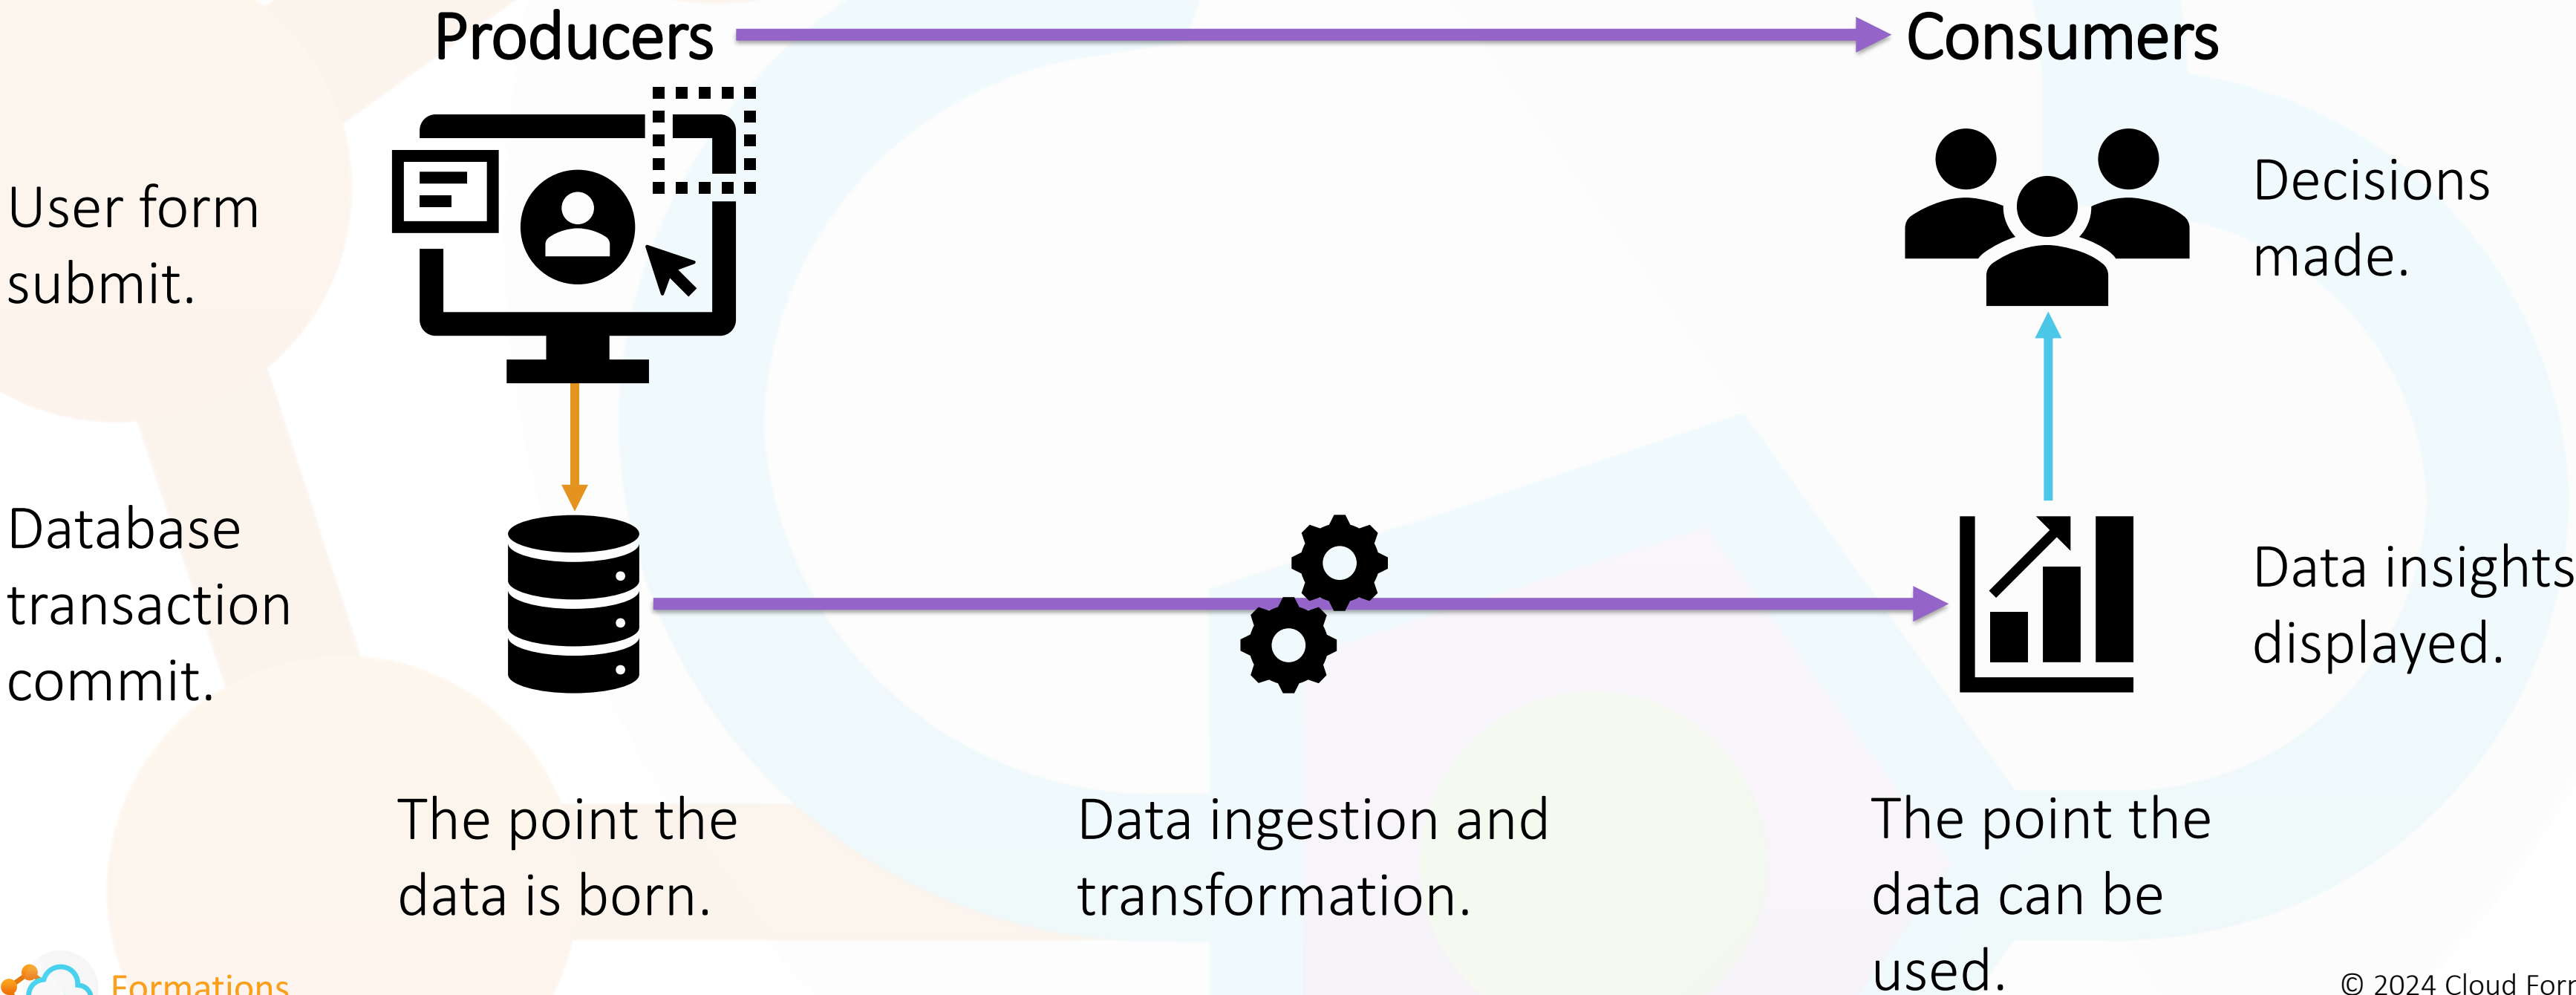 Producers
Consumers
User form
submit.
Decisions
made.
Database
transaction
commit.
Data insights
displayed.
The point the
data is born.
Data ingestion and
transformation.
The point the
data can be
used.
Formations
© 2024 Cloud Forr